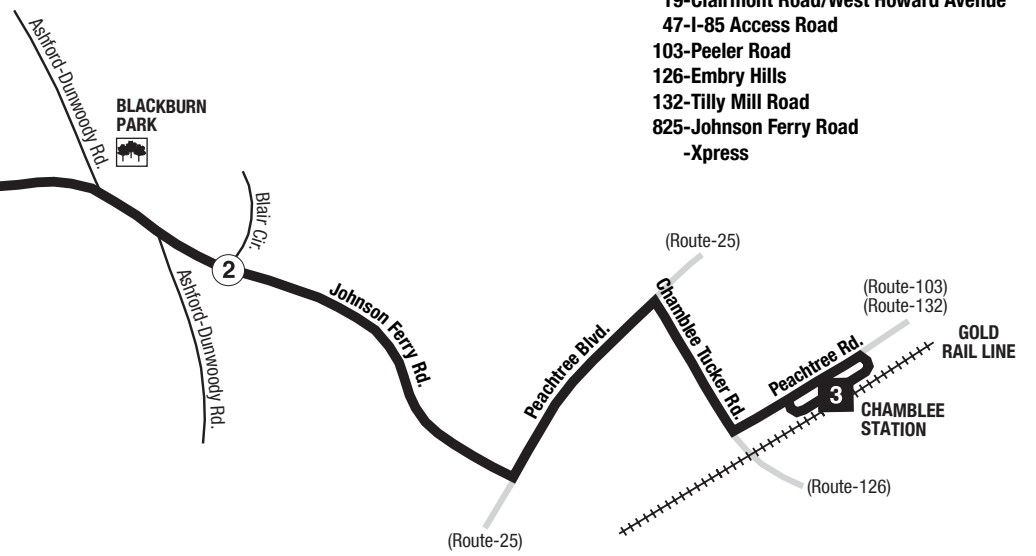 19-Clairmont Road/West Howard Avenue
47-I-85 Access Road
103-Peeler Road
126-Embry Hills
132-Tilly Mill Road
825-Johnson Ferry Road
-Xpress
Ashford-Dunwoody Rd.
BLACKBURN
PARK
Blair Cir.
2
Ashford-Dunwoody Rd.
Johnson Ferry Rd.
Peachtree Blvd.
(Route-25)
Chamblee Tucker Rd.
(Route-103)
(Route-132)
GOLD
RAIL LINE
Peachtree Rd.
3
CHAMBLEE
STATION
(Route-126)
(Route-25)